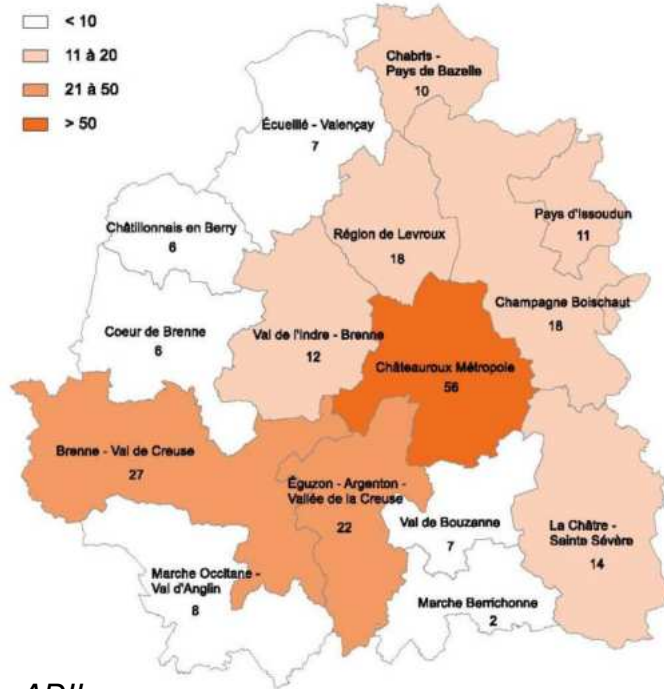 < 10
11 à 20
21 à 50
> 50
Chabris -
Pays de Bazelle
10
Écueillé - Valençay
7
Châtillonnais en Berry
6
Région de Levroux
18
Pays d'Issoudun
11
Champagne Boischaut
18
Coeur de Brenne
6
Val de l'Indre - Brenne
12
Châteauroux Métropole
56
Brenne - Val de Creuse
27
Éguzon - Argenton -
Vallée de la Creuse
22
Val de Bouzanne
7
La Châtre -
Sainte Sévère
14
Marche Occitane -
Val d'Anglin
8
Marche Berrichonne
2